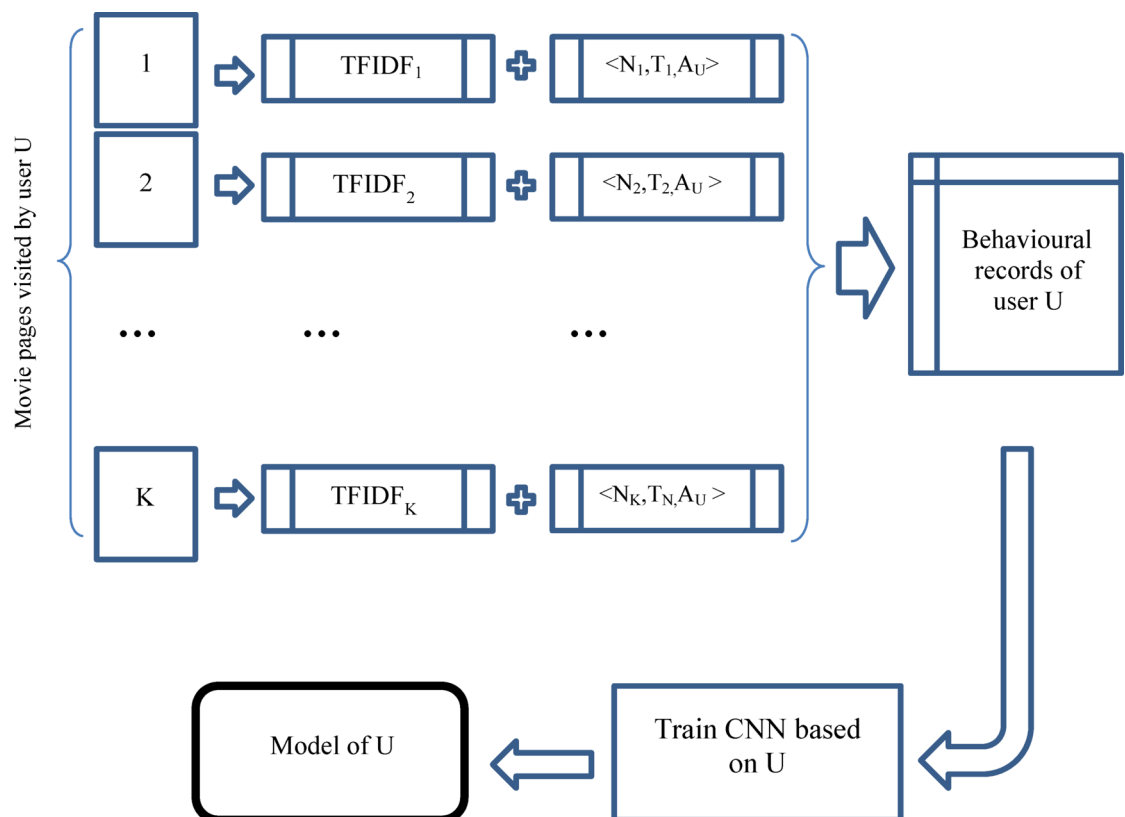 Movie pages visited by user U
1
TFIDF1
<N1,T1,AU>
2
TFIDF2
<N2,T2,AU >
... ... ...
K
TFIDFK
<NK,TN,AU >
Behavioural
records of
user U
Train CNN based
on U
Model of U